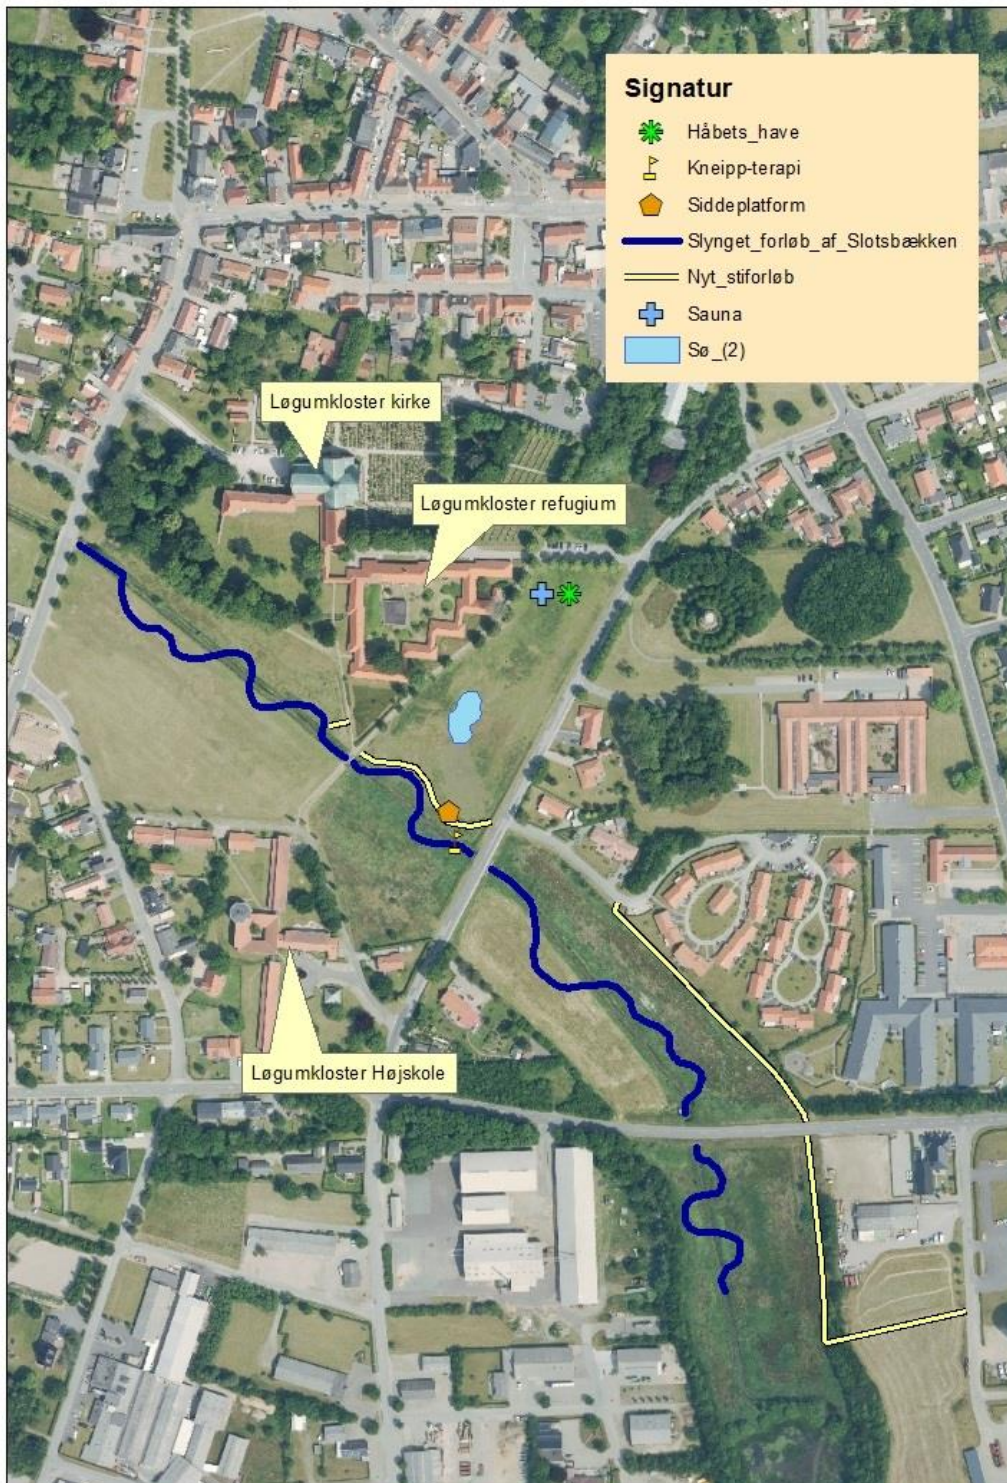 Signatur
Håbets_have
Kneipp-terapi
Siddeplatform
Slynget_forløb_af_Slotsbækken
Nyt_stiforløb
Sauna
Sø_(2)
Løgumkloster kirke
Løgumkloster refugium
Løgumkloster Højskole